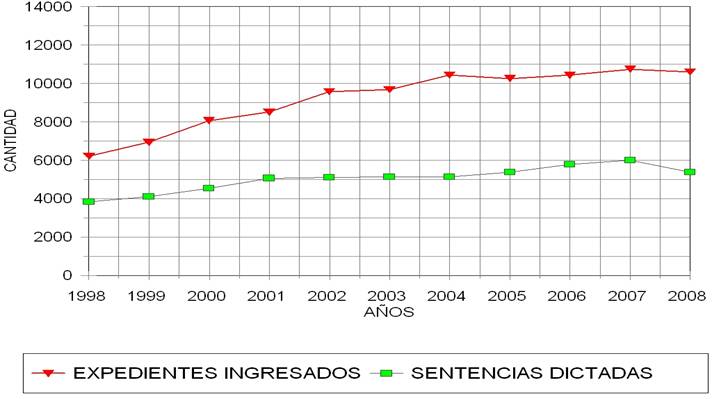 14000
12000
10000
8000
6000
4000
2000
0
CANTIDAD
1998 1999 2000 2001 2002 2003 2004 2005 2006 2007 2008
AÑOS
EXPEDIENTES INGRESADOS SENTENCIAS DICTADAS